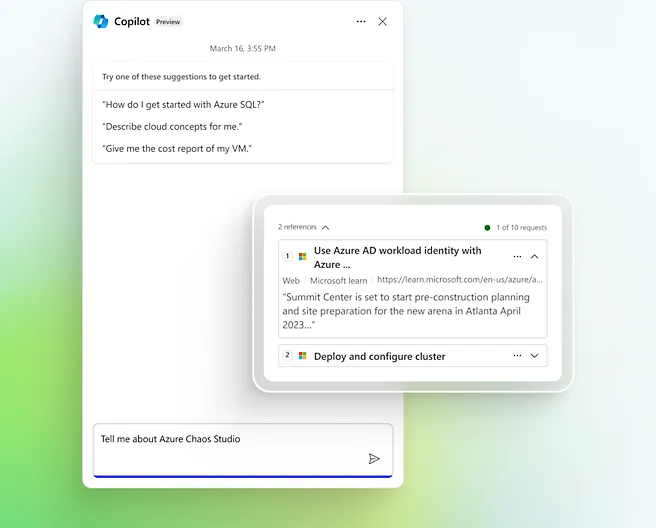 Copilot Preview
March 16, 3:55 PM
Try one of these suggestions to get started.
"How do I get started with Azure SQL?"
"Describe cloud concepts for me."
"Give me the cost report of my VM."
2 references
1 of 10 requests
1 Use Azure AD workload identity with
Azure ...
Web Microsoft learn https://learn.microsoft.com/en-us/azure/a...
"Summit Center is set to start pre-construction planning
and site preparation for the new arena in Atlanta April
2023..."
2 Deploy and configure cluster
Tell me about Azure Chaos Studio